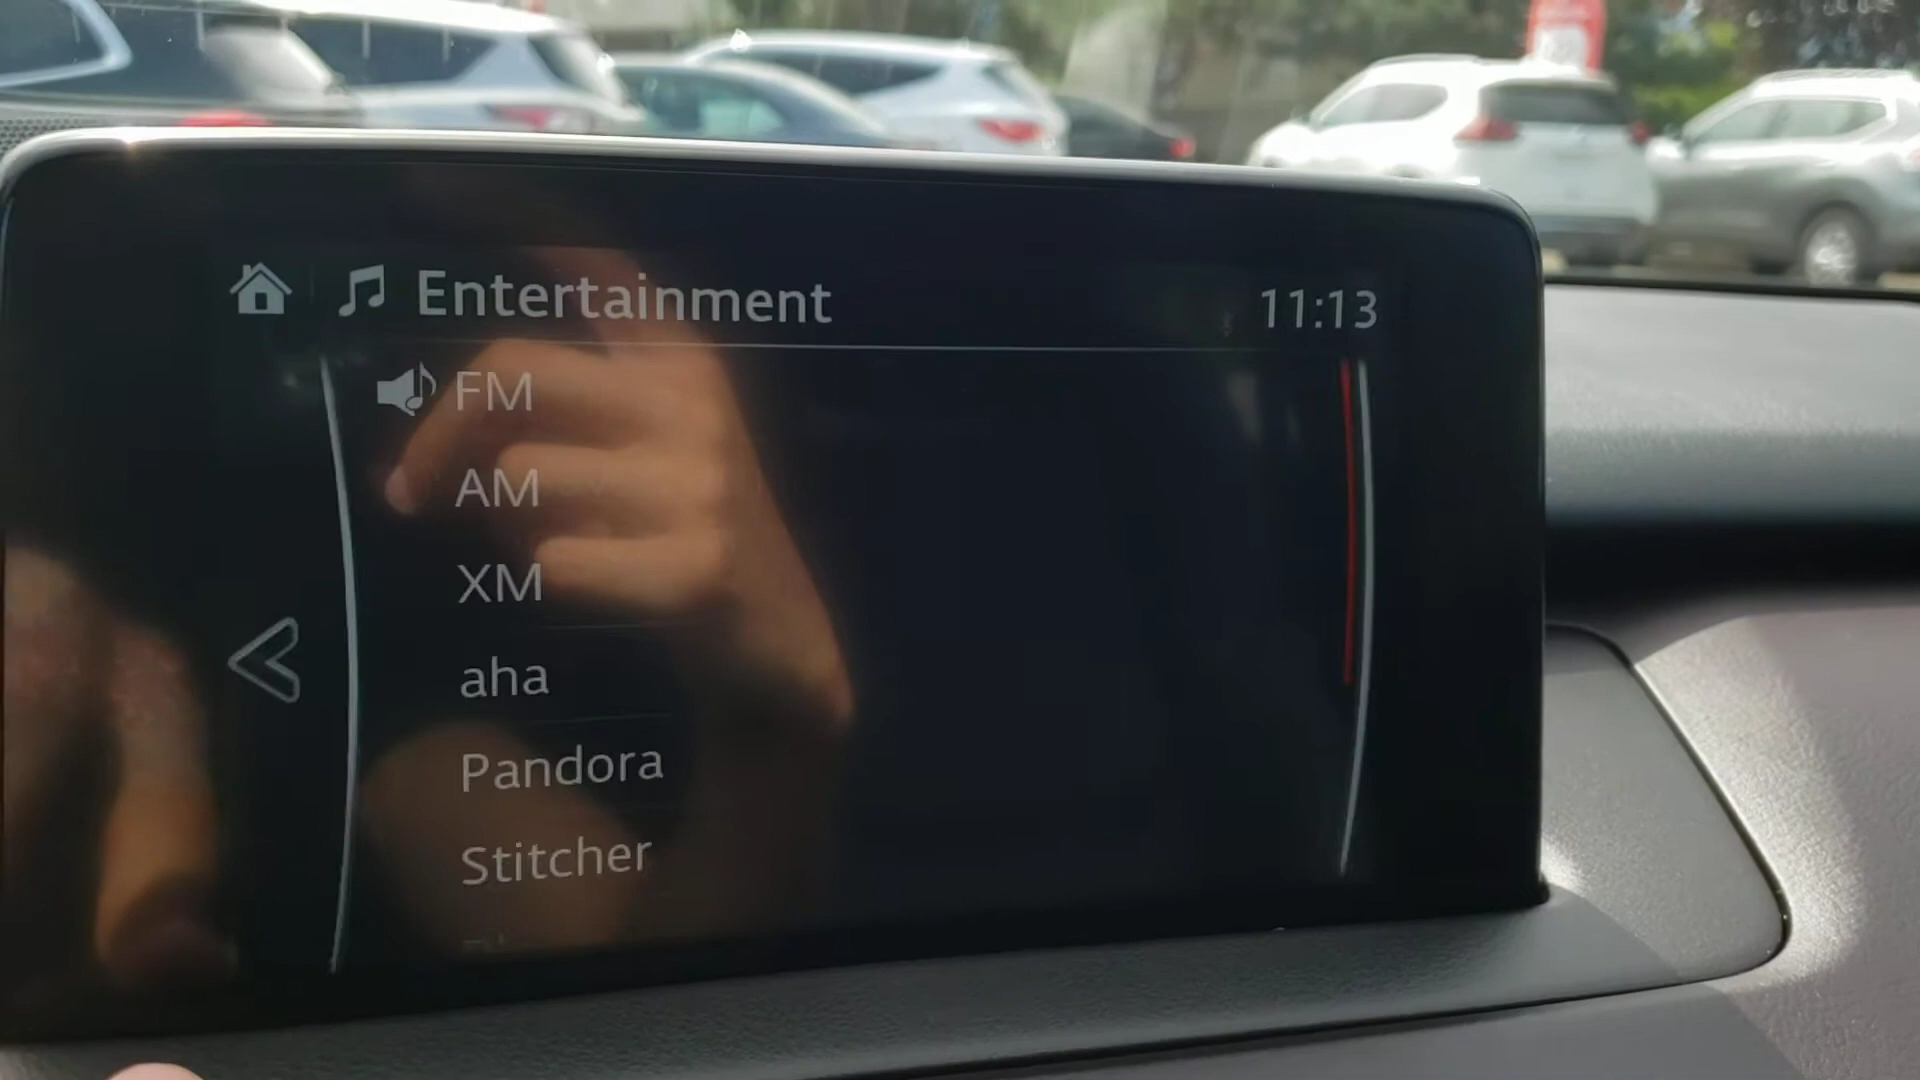 Entertainment 11:13
FM
AM
XM
aha
Pandora
Stitcher